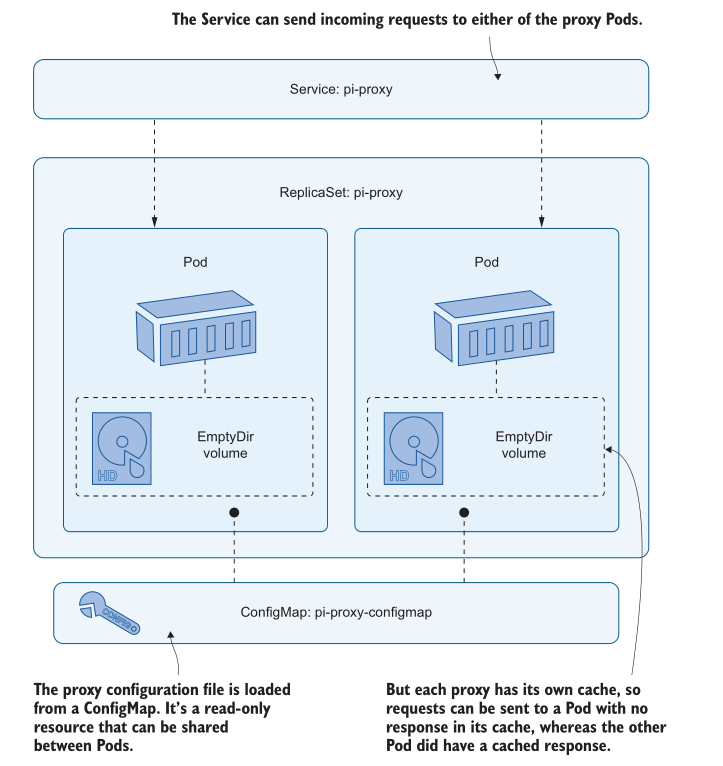 The Service can send incoming requests to either of the proxy Pods.
Service: pi-proxy
ReplicaSet: pi-proxy
Pod
Pod
EmptyDir
volume
HD
EmptyDir
volume
HD
CONFIG
ConfigMap: pi-proxy-configmap
The proxy configuration file is loaded
from a ConfigMap. It's a read-only
resource that can be shared
between Pods.
But each proxy has its own cache, so
requests can be sent to a Pod with no
response in its cache, whereas the other
Pod did have a cached response.